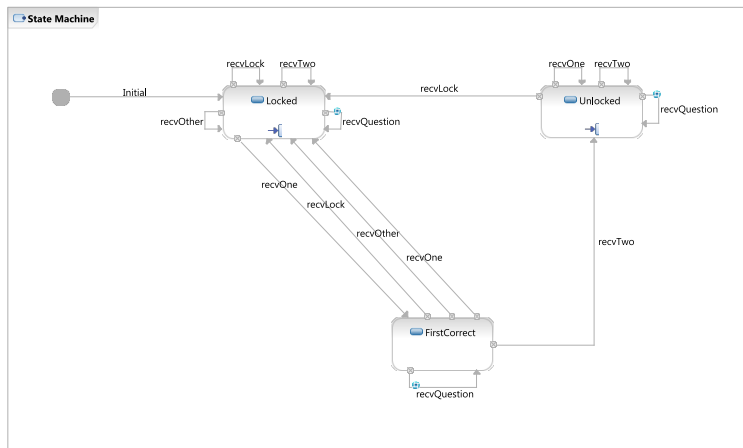 State Machine
recvLock
recvTwo
recvOne
recvTwo
Initial
Locked
recvLock
Unlocked
recvOther
recvQuestion
recvQuestion
recvOne
recvLock
recvOther
recvTwo
recvOne
FirstCorrect
recvQuestion